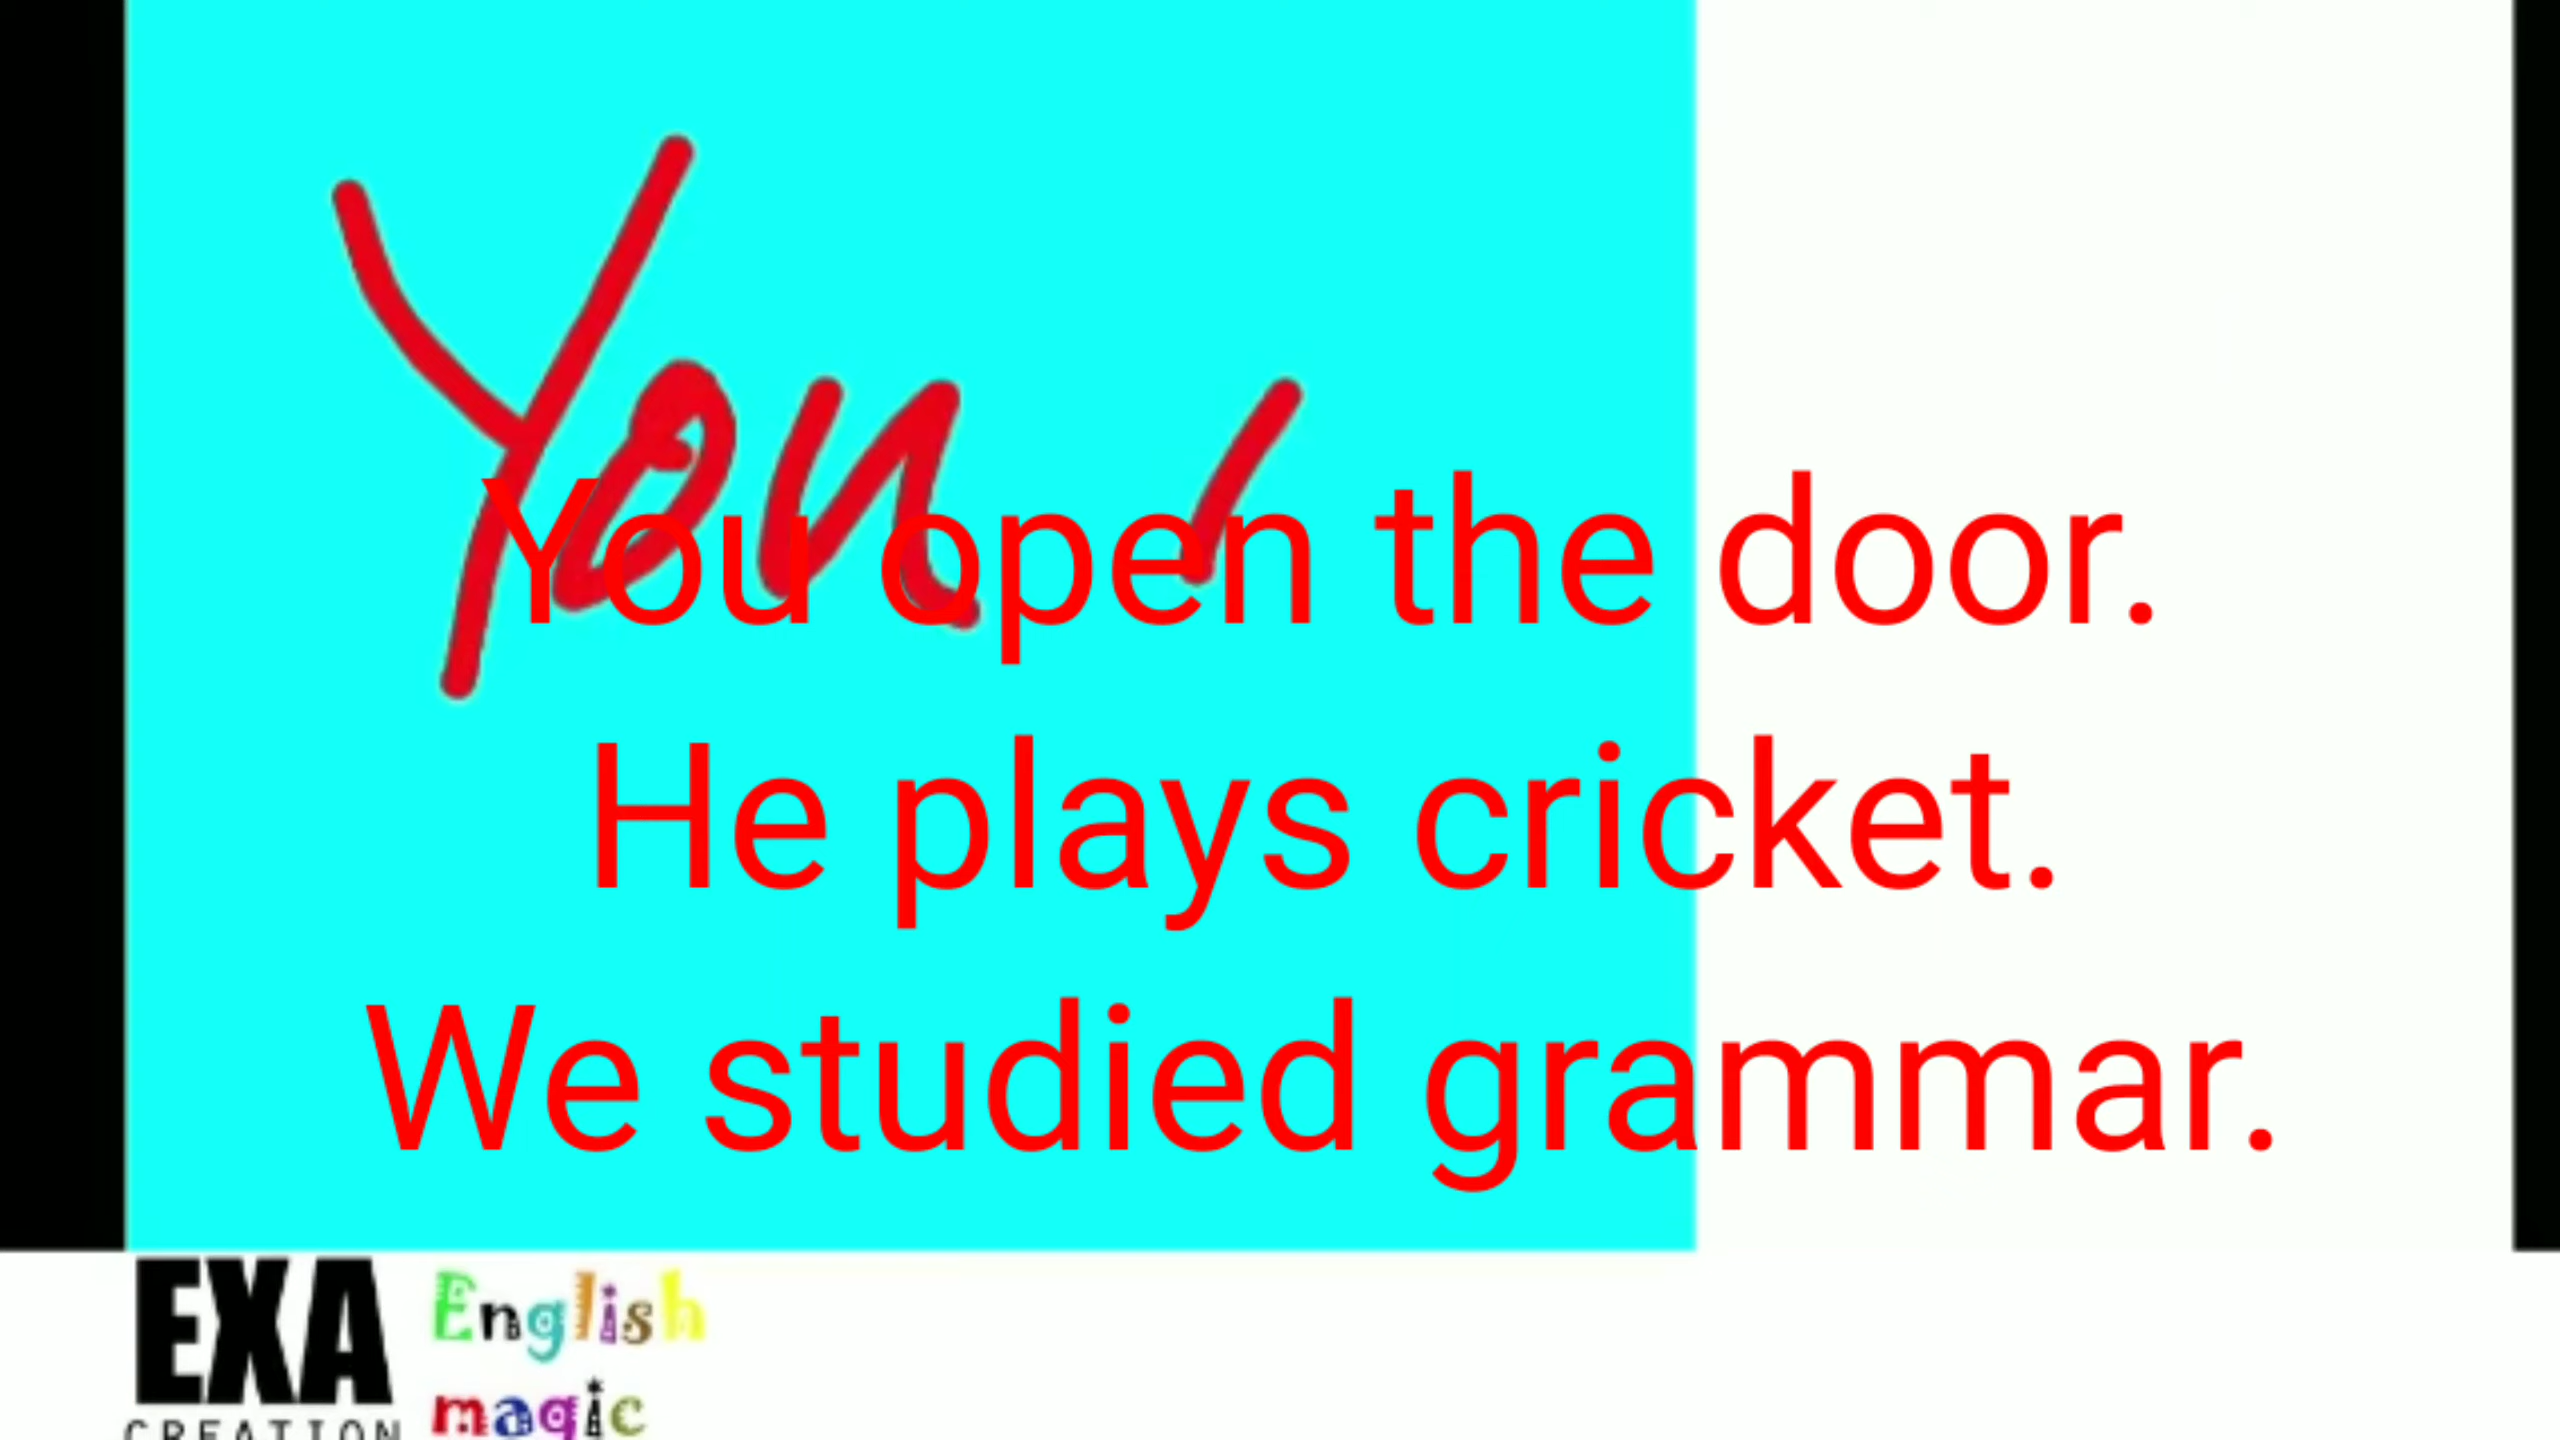 You
You open the door.
He plays cricket.
We studied grammar.
EXA
CREATION
English
magic